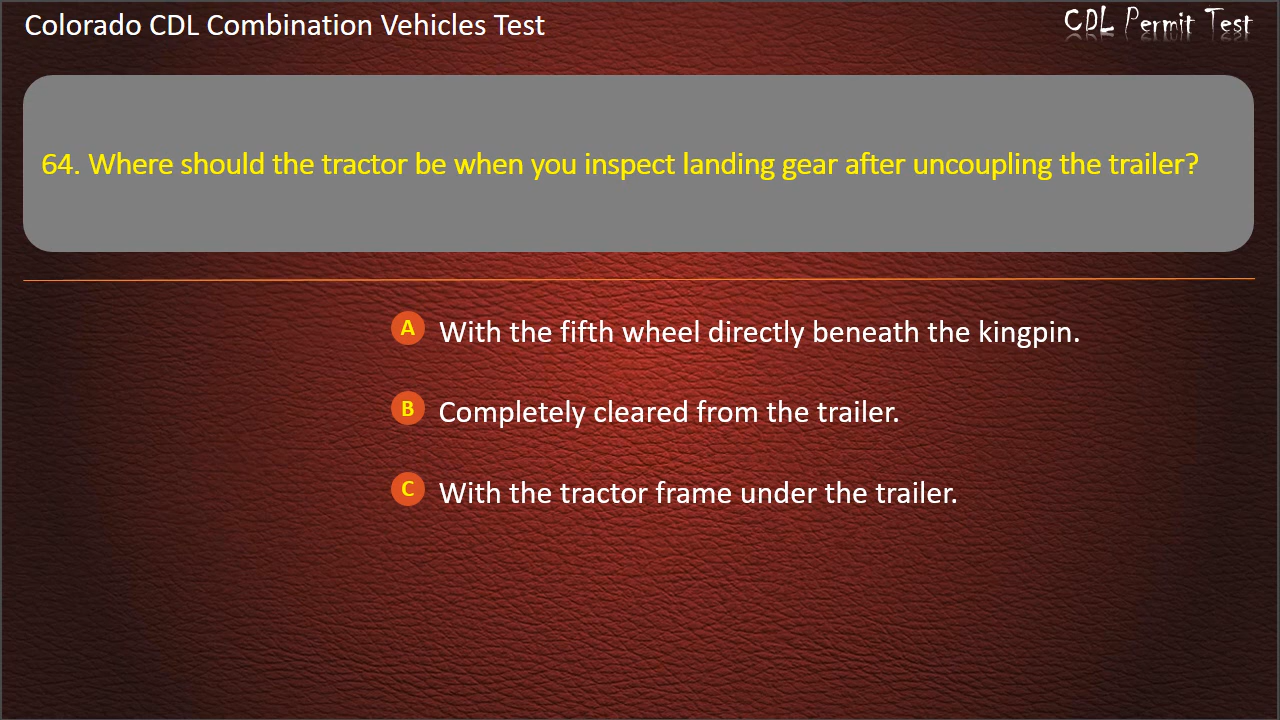 Colorado CDL Combination Vehicles Test
CDL Permit Test
64. Where should the tractor be when you inspect landing gear after uncoupling the trailer?
A With the fifth wheel directly beneath the kingpin.
B Completely cleared from the trailer.
C With the tractor frame under the trailer.